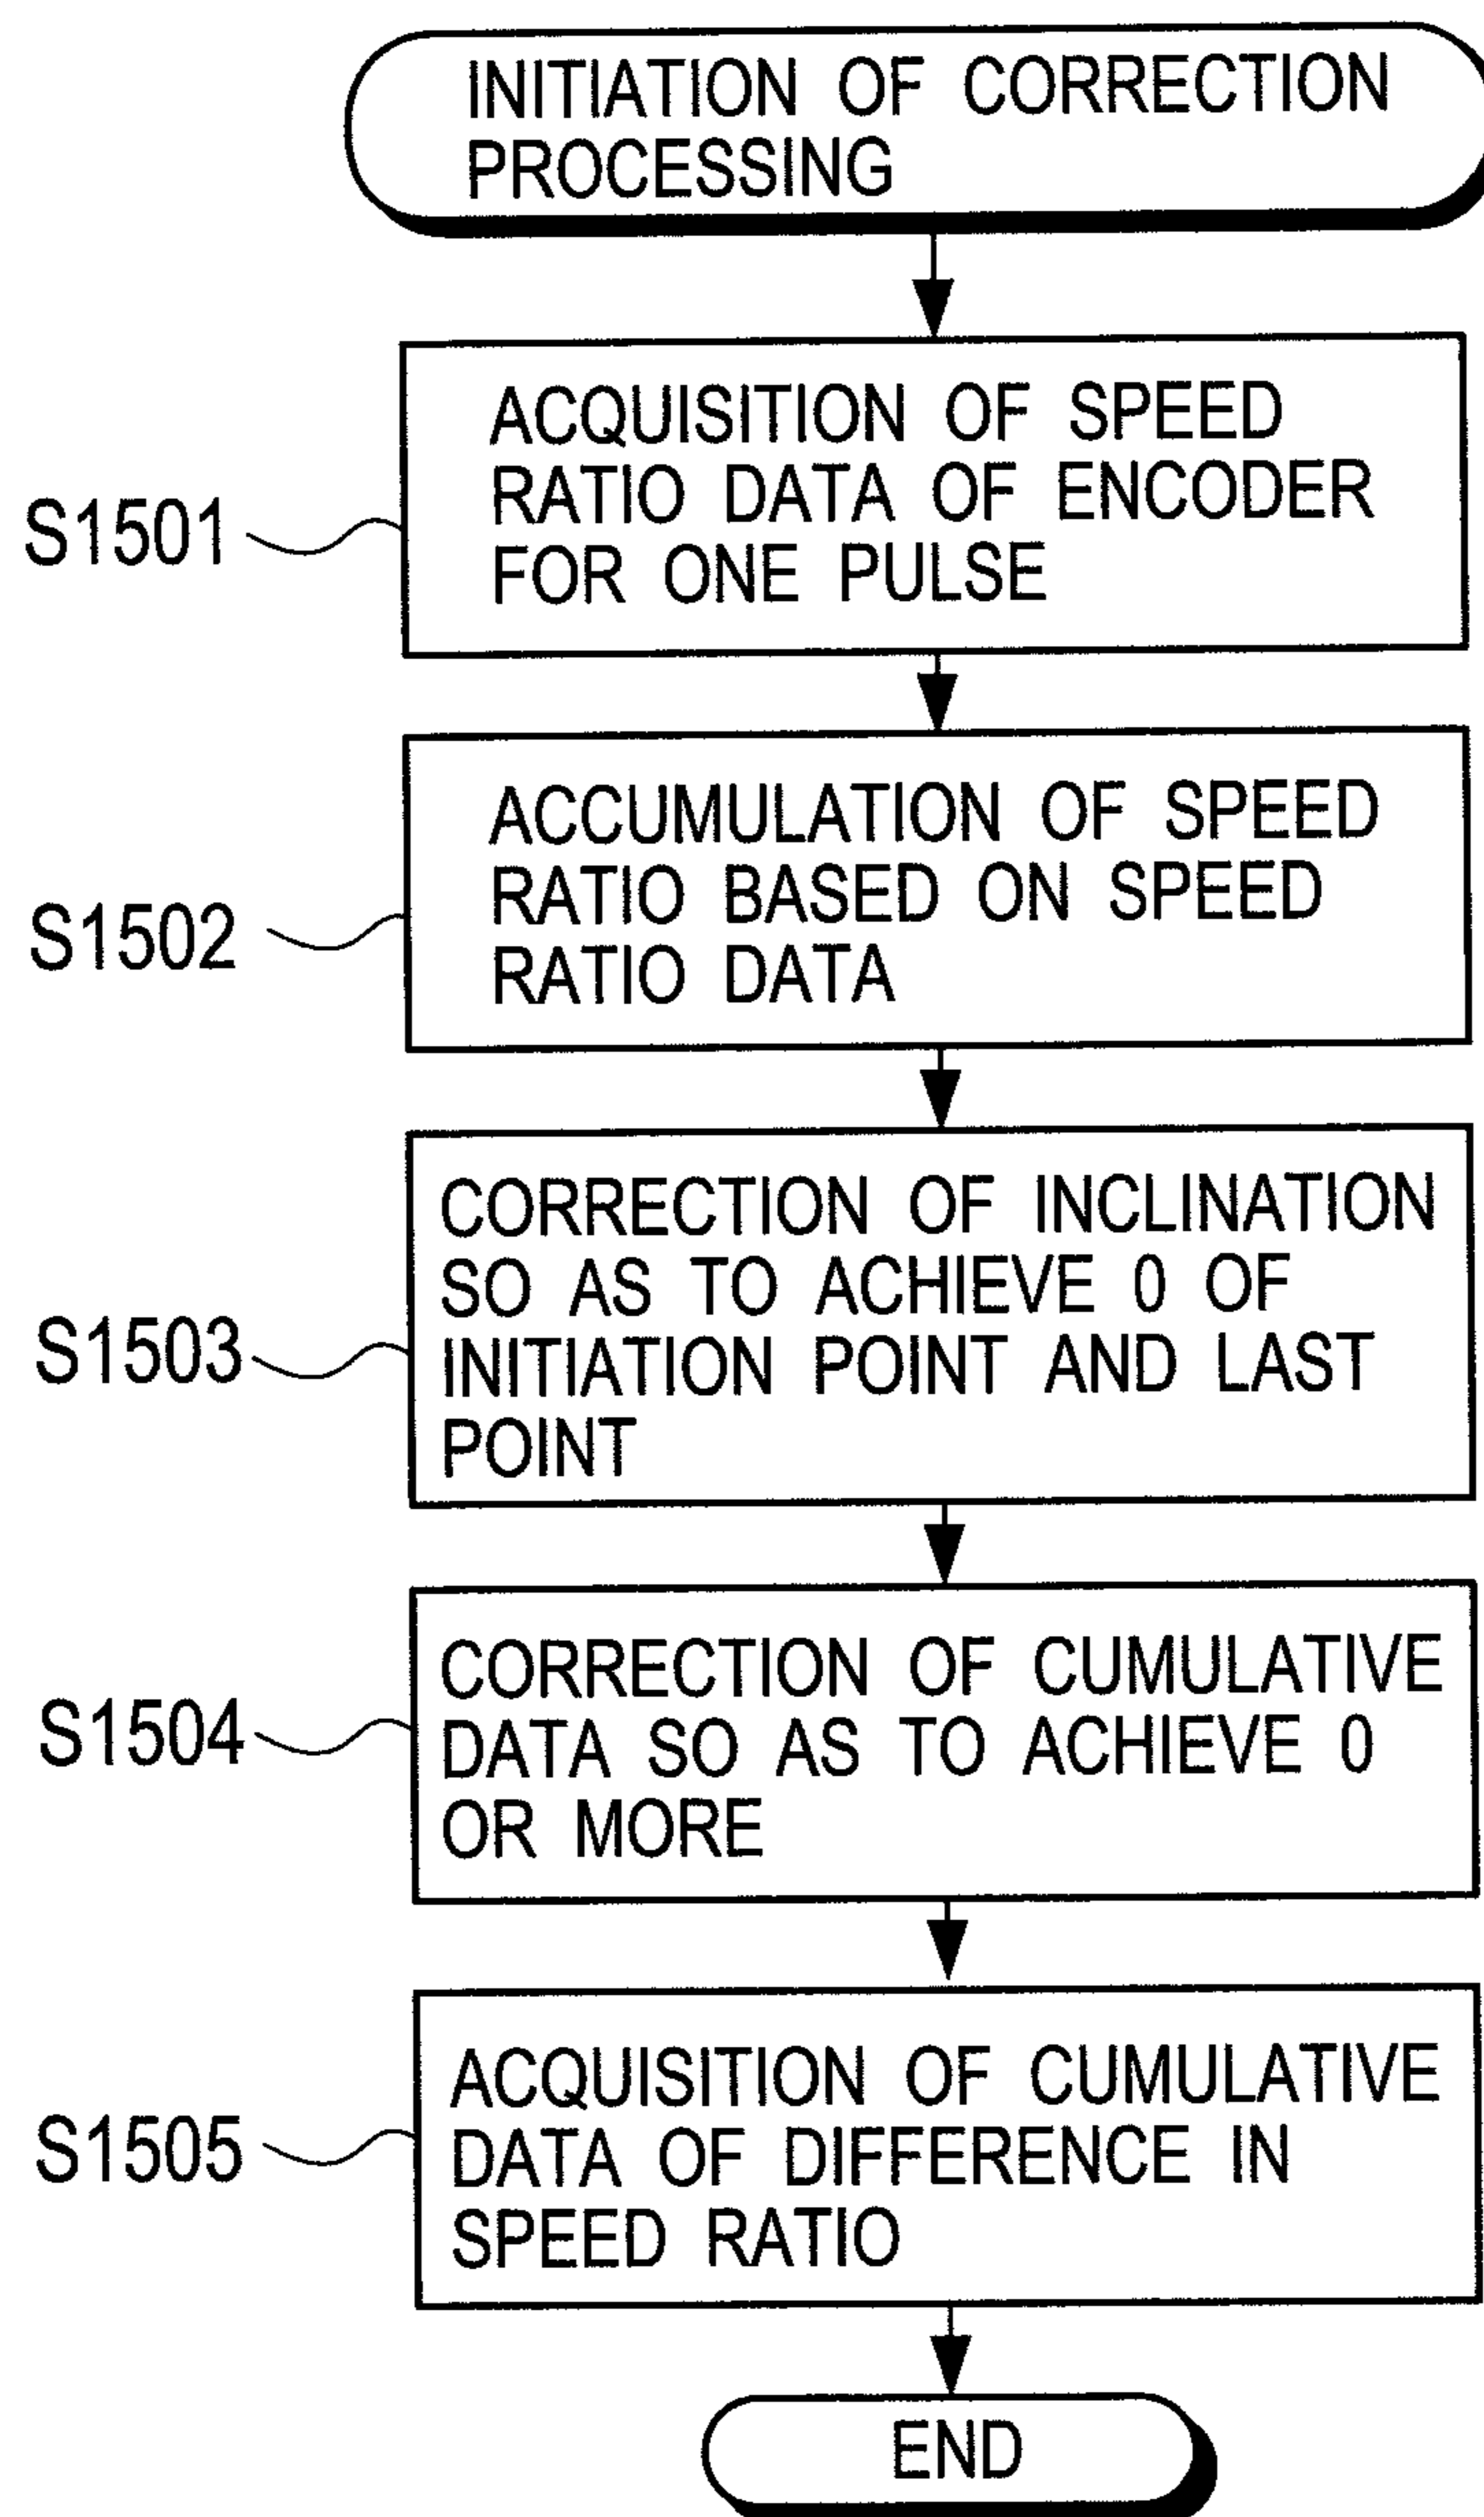 INITIATION OF CORRECTION
PROCESSING
S1501
ACQUISITION OF SPEED
RATIO DATA OF ENCODER
FOR ONE PULSE
S1502
ACCUMULATION OF SPEED
RATIO BASED ON SPEED
RATIO DATA
S1503
CORRECTION OF INCLINATION
SO AS TO ACHIEVE 0 OF
INITIATION POINT AND LAST
POINT
S1504
CORRECTION OF CUMULATIVE
DATA SO AS TO ACHIEVE 0
OR MORE
S1505
ACQUISITION OF CUMULATIVE
DATA OF DIFFERENCE IN
SPEED RATIO
END